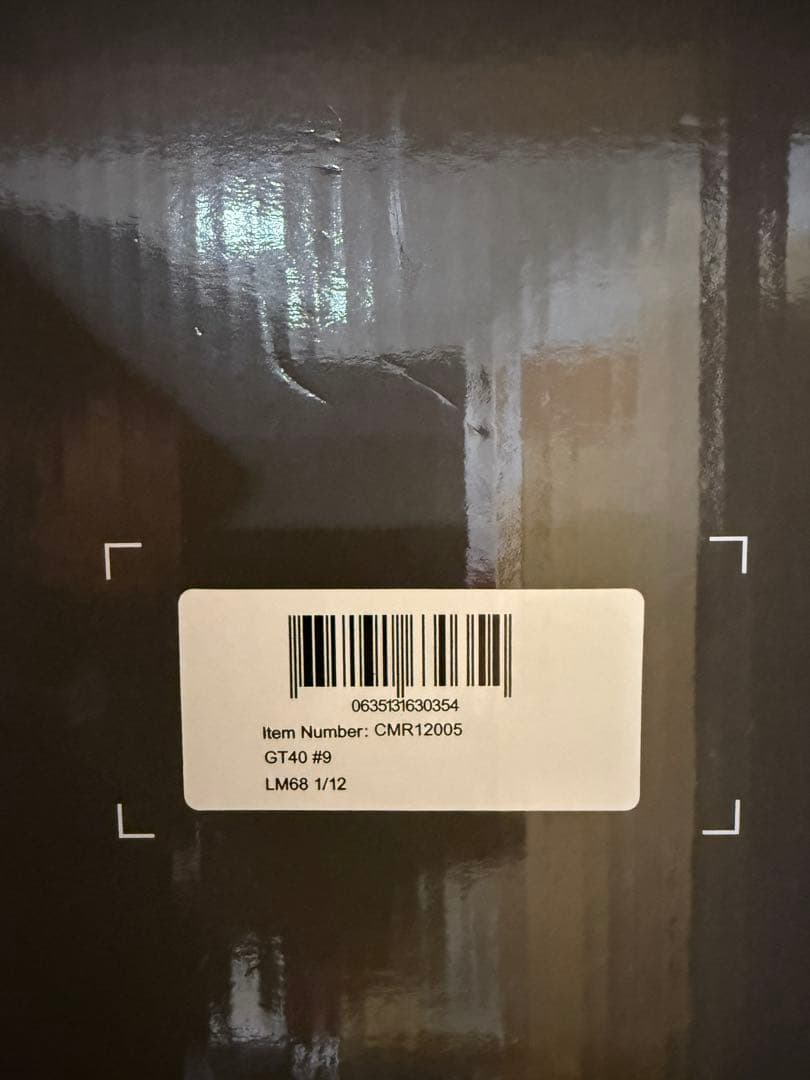 0635131630354
Item Number: CMR12005
GT40 #9
LM68 1/12